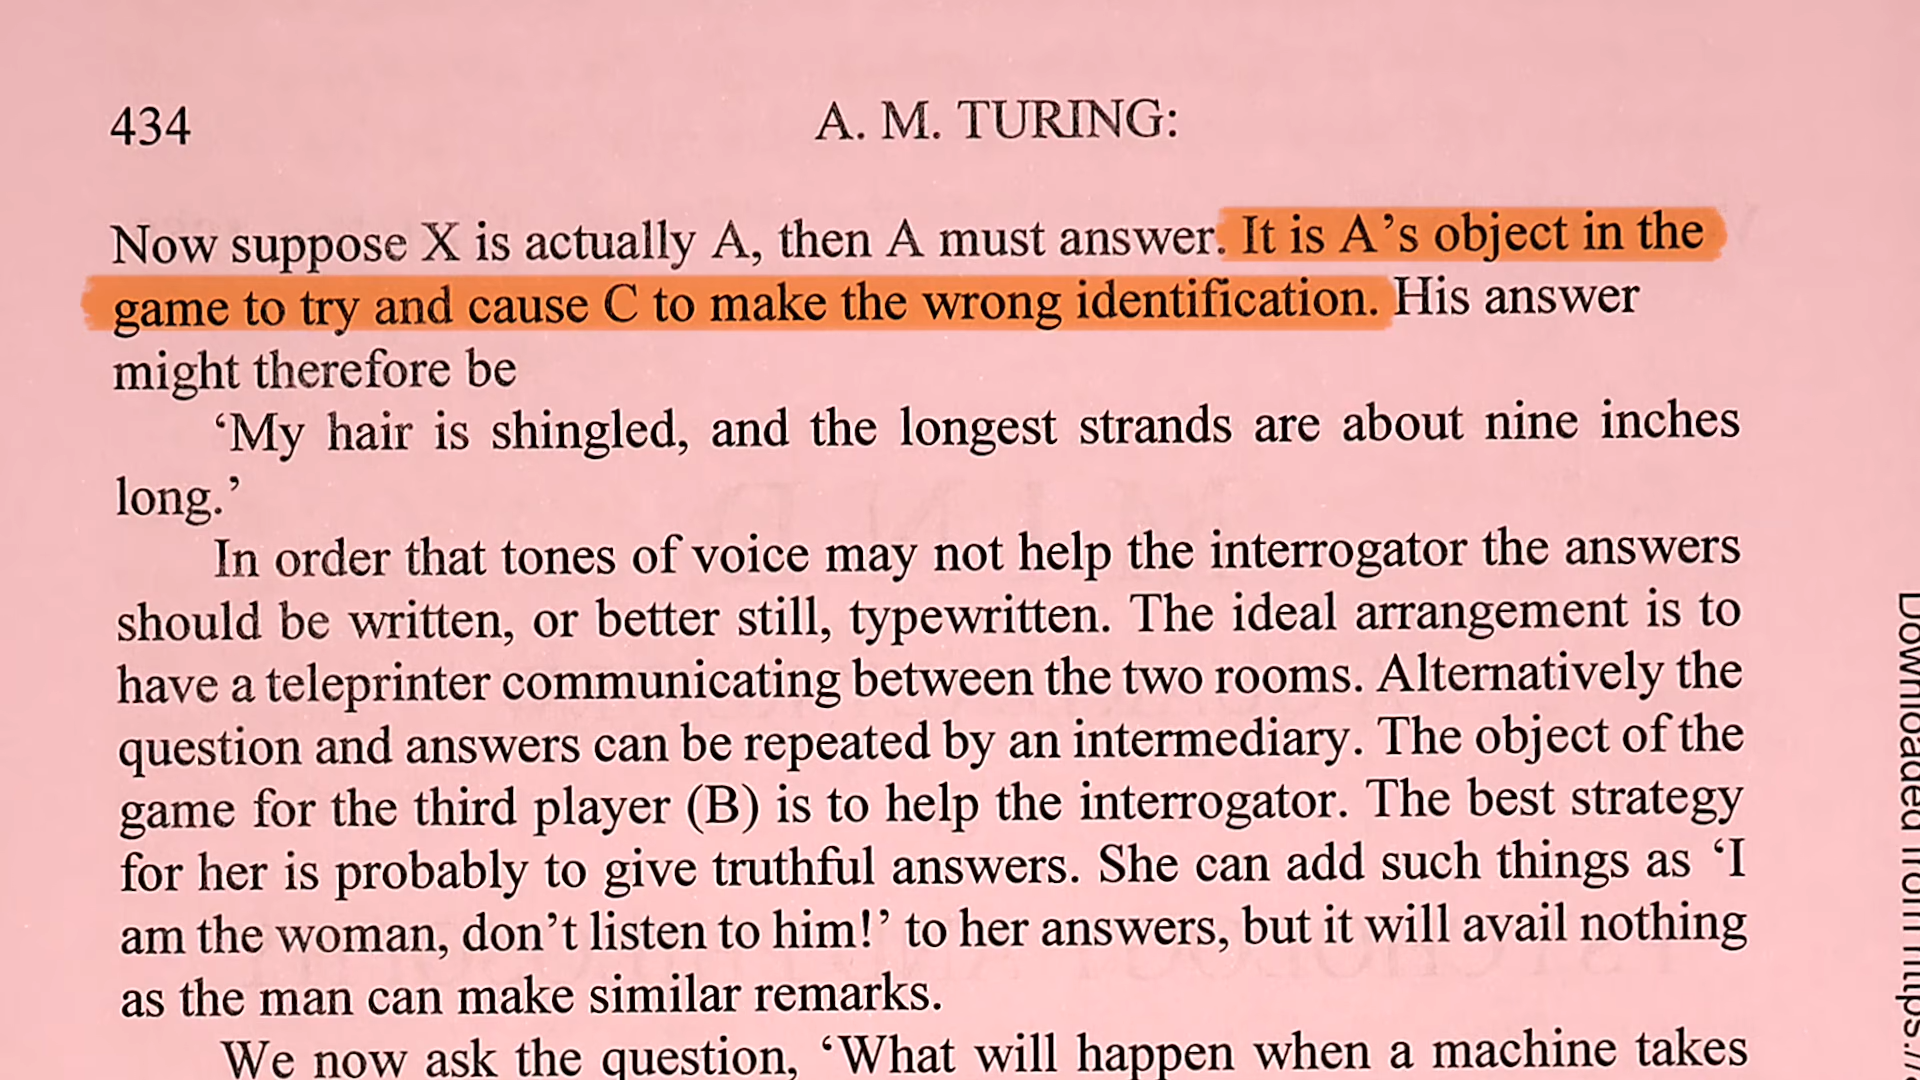 434
A. M. TURING:
Now suppose X is actually A, then A must answer. It is A’s object in the
game to try and cause C to make the wrong identification. His answer
might therefore be
‘My hair is shingled, and the longest strands are about nine inches
long.’
In order that tones of voice may not help the interrogator the answers
should be written, or better still, typewritten. The ideal arrangement is to
have a teleprinter communicating between the two rooms. Alternatively the
question and answers can be repeated by an intermediary. The object of the
game for the third player (B) is to help the interrogator. The best strategy
for her is probably to give truthful answers. She can add such things as ‘I
am the woman, don’t listen to him!’ to her answers, but it will avail nothing
as the man can make similar remarks.
We now ask the question, ‘What will happen when a machine takes
Downloaded from https://